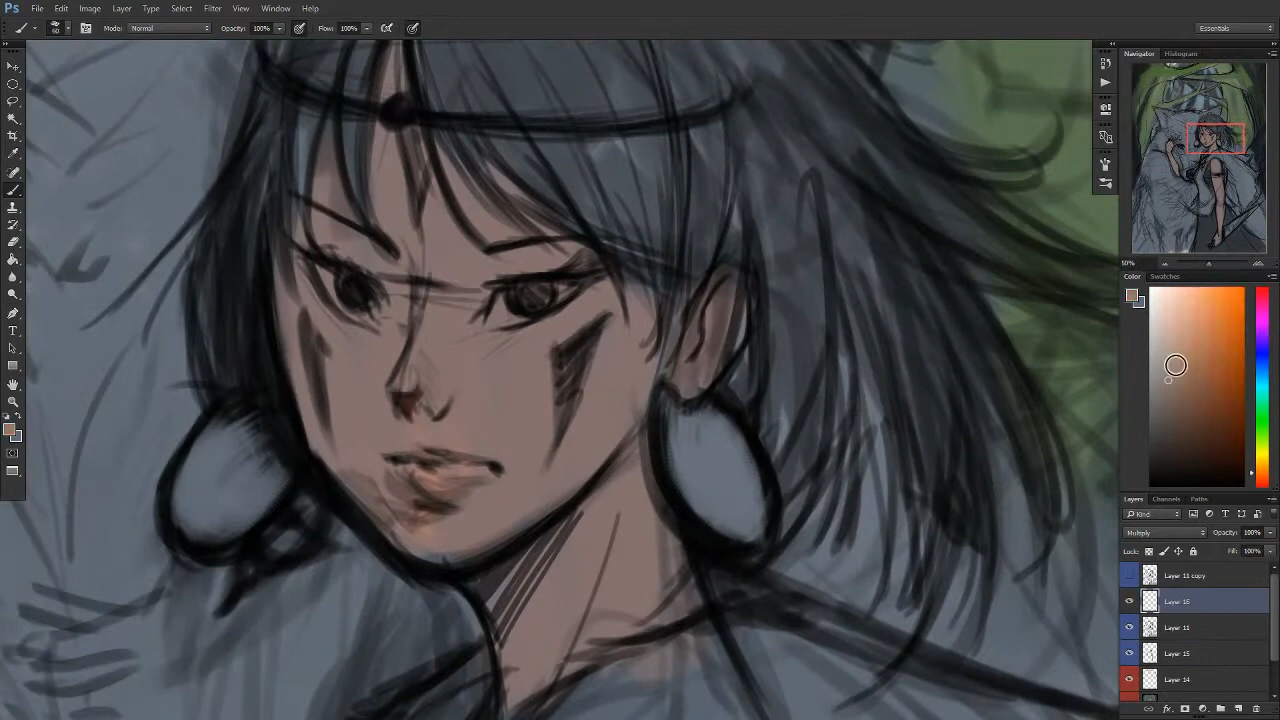 Ps File Edit Image Layer Type Select Filter View Window Help
60 Mode: Normal Opacity: 100% Flow: 100% Essentials
Navigator Histogram
50%
Color Swatches
Layers Channels Paths
Kind
Multiply Opacity: 100%
Lock: Fill: 100%
Layer 11 copy
Layer 16
Layer 11
Layer 15
Layer 14
fx